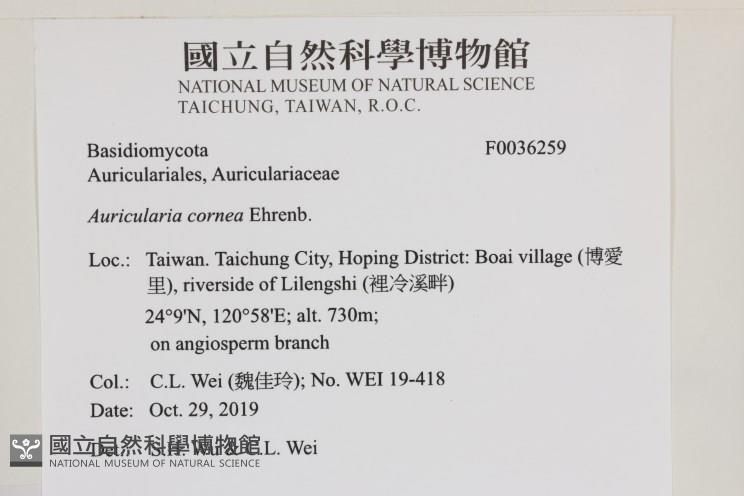 國立自然科學博物館
NATIONAL MUSEUM OF NATURAL SCIENCE
TAICHUNG, TAIWAN, R.O.C.
Basidiomycota F0036259
Auriculariales, Auriculariaceae
Auricularia cornea Ehrenb.
Loc.: Taiwan. Taichung City, Hoping District: Boai village (博愛
里), riverside of Lilengshi (裡冷溪畔)
24°9'N, 120°58'E; alt. 730m;
on angiosperm branch
Col.: C.L. Wei (魏佳玲); No. WEI 19-418
Date: Oct. 29, 2019
Det.: S.H. Wu & C.L. Wei
國立自然科學博物館
NATIONAL MUSEUM OF NATURAL SCIENCE